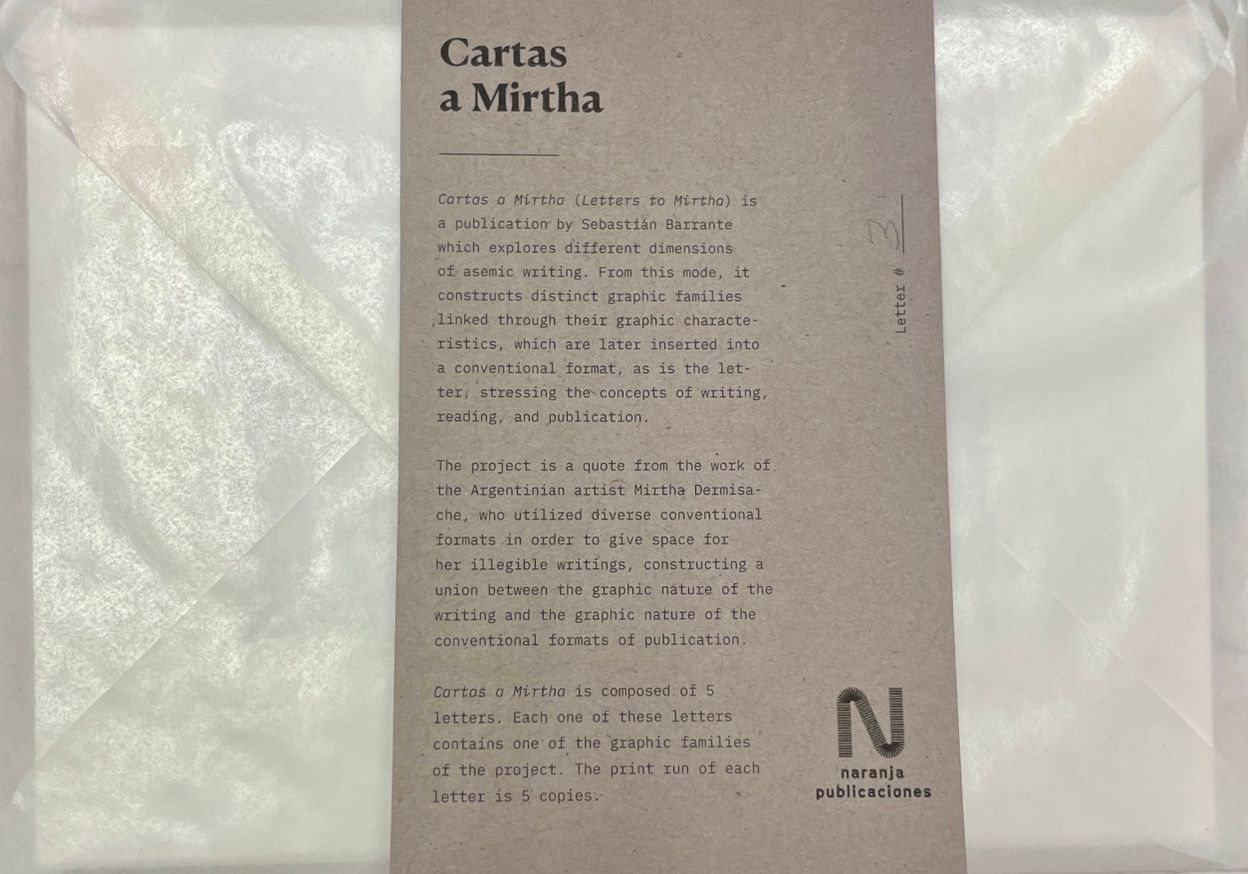 Cartas
a Mirtha
Cartas a Mirtha (Letters to Mirtha) is
a publication by Sebastián Barrante
which explores different dimensions
of asemic writing. From this mode, it
constructs distinct graphic families
linked through their graphic characte-
ristics, which are later inserted into
a conventional format, as is the let-
ter, stressing the concepts of writing,
reading, and publication.
The project is a quote from the work of
the Argentinian artist Mirtha Dermisa-
che, who utilized diverse conventional
formats in order to give space for
her illegible writings, constructing a
union between the graphic nature of the
writing and the graphic nature of the
conventional formats of publication.
Cartas a Mirtha is composed of 5
letters. Each one of these letters
contains one of the graphic families
of the project. The print run of each
letter is 5 copies.
Letter # 3
N
naranja
publicaciones